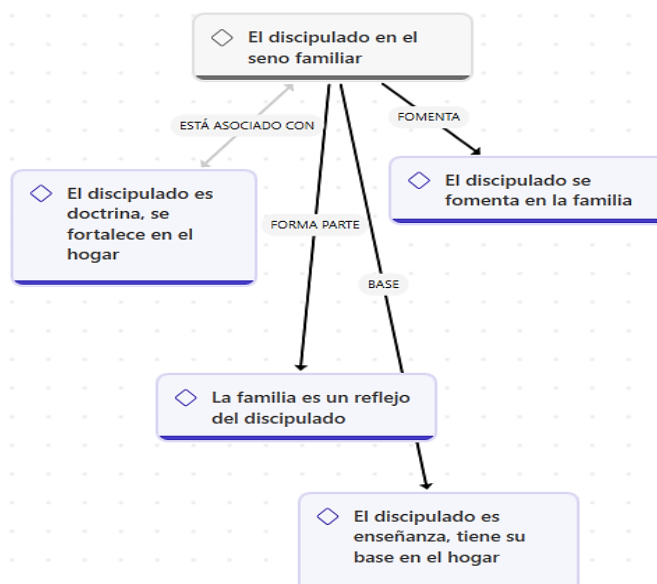 El discipulado en el
seno familiar
ESTÁ ASOCIADO CON
FOMENTA
El discipulado es
doctrina, se
fortalece en el
hogar
El discipulado se
fomenta en la familia
FORMA PARTE
BASE
La familia es un reflejo
del discipulado
El discipulado es
enseñanza, tiene su
base en el hogar